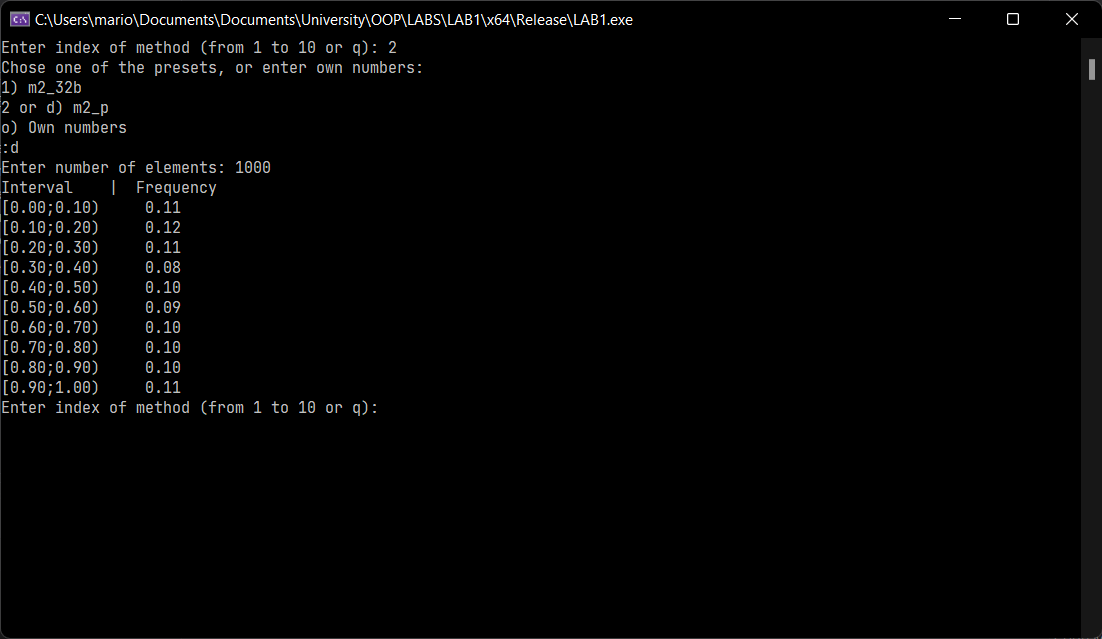 C:\Users\mario\Documents\Documents\University\OOP\LABS\LAB1\x64\Release\LAB1.exe
Enter index of method (from 1 to 10 or q): 2
Chose one of the presets, or enter own numbers:
1) m2_32b
2 or d) m2_p
o) Own numbers
:d
Enter number of elements: 1000
Interval    |  Frequency
[0.00;0.10)     0.11
[0.10;0.20)     0.12
[0.20;0.30)     0.11
[0.30;0.40)     0.08
[0.40;0.50)     0.10
[0.50;0.60)     0.09
[0.60;0.70)     0.10
[0.70;0.80)     0.10
[0.80;0.90)     0.10
[0.90;1.00)     0.11
Enter index of method (from 1 to 10 or q):